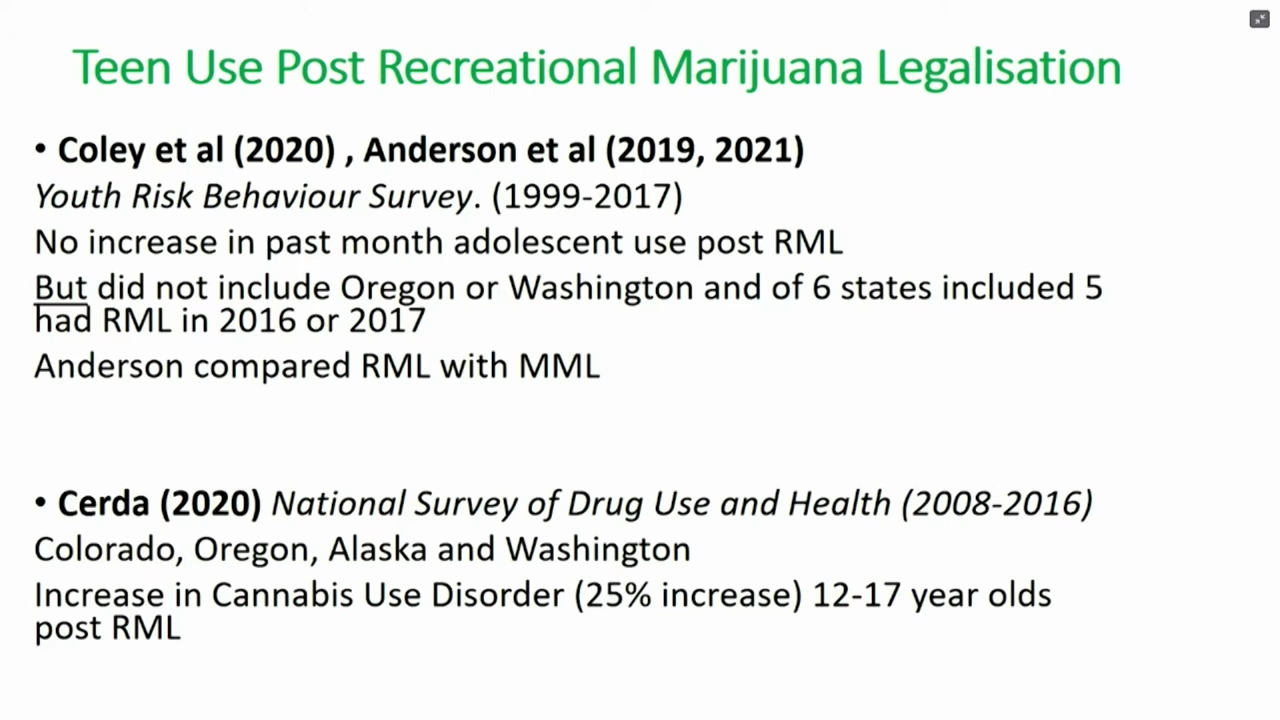 Teen Use Post Recreational Marijuana Legalisation
• Coley et al (2020) , Anderson et al (2019, 2021)
Youth Risk Behaviour Survey. (1999-2017)
No increase in past month adolescent use post RML
But did not include Oregon or Washington and of 6 states included 5
had RML in 2016 or 2017
Anderson compared RML with MML
• Cerda (2020) National Survey of Drug Use and Health (2008-2016)
Colorado, Oregon, Alaska and Washington
Increase in Cannabis Use Disorder (25% increase) 12-17 year olds
post RML